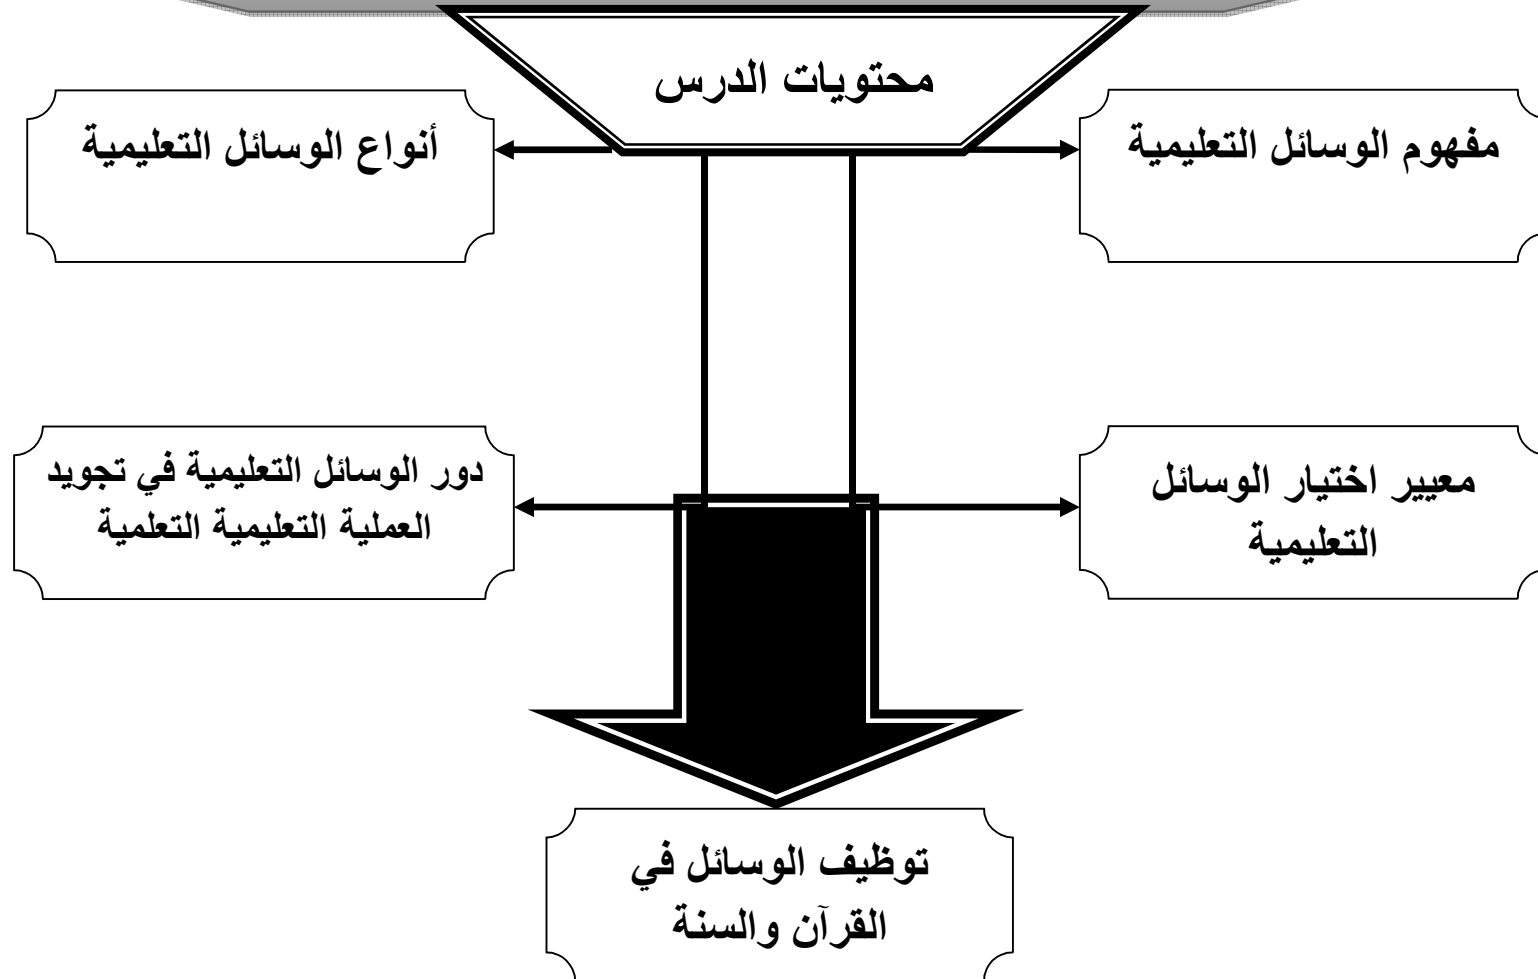 محتويات الدرس
مفهوم الوسائل التعليمية
أنواع الوسائل التعليمية
معيير اختيار الوسائل
التعليمية
دور الوسائل التعليمية في تجويد
العملية التعليمية التعلمية
توظيف الوسائل في
القرآن والسنة